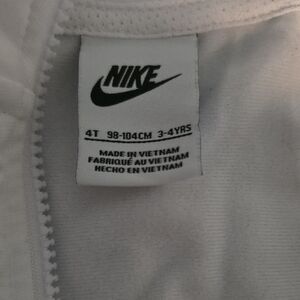 NIKE
4T 98-104CM 3-4YRS
MADE IN VIETNAM
FABRIQUÉ AU VIETNAM
HECHO EN VIETNAM